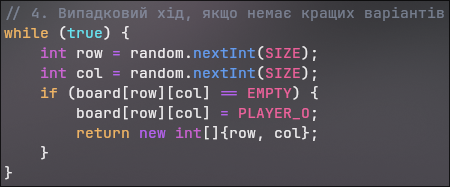 // 4. Випадковий хід, якщо немає кращих варіантів
while (true) {
    int row = random.nextInt(SIZE);
    int col = random.nextInt(SIZE);
    if (board[row][col] == EMPTY) {
        board[row][col] = PLAYER_O;
        return new int[]{row, col};
    }
}